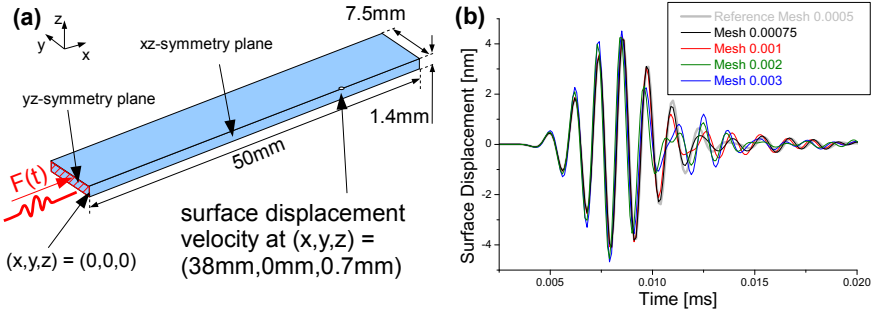 (a)
z
y
x
xz-symmetry plane
7.5mm
yz-symmetry plane
1.4mm
50mm
F(t)
surface displacement
velocity at (x,y,z) =
(38mm,0mm,0.7mm)
(x,y,z) = (0,0,0)
(b)
Reference Mesh 0.0005
Mesh 0.00075
Mesh 0.001
Mesh 0.002
Mesh 0.003
Surface Displacement [nm]
4
2
0
-2
-4
0.005
0.010
0.015
0.020
Time [ms]